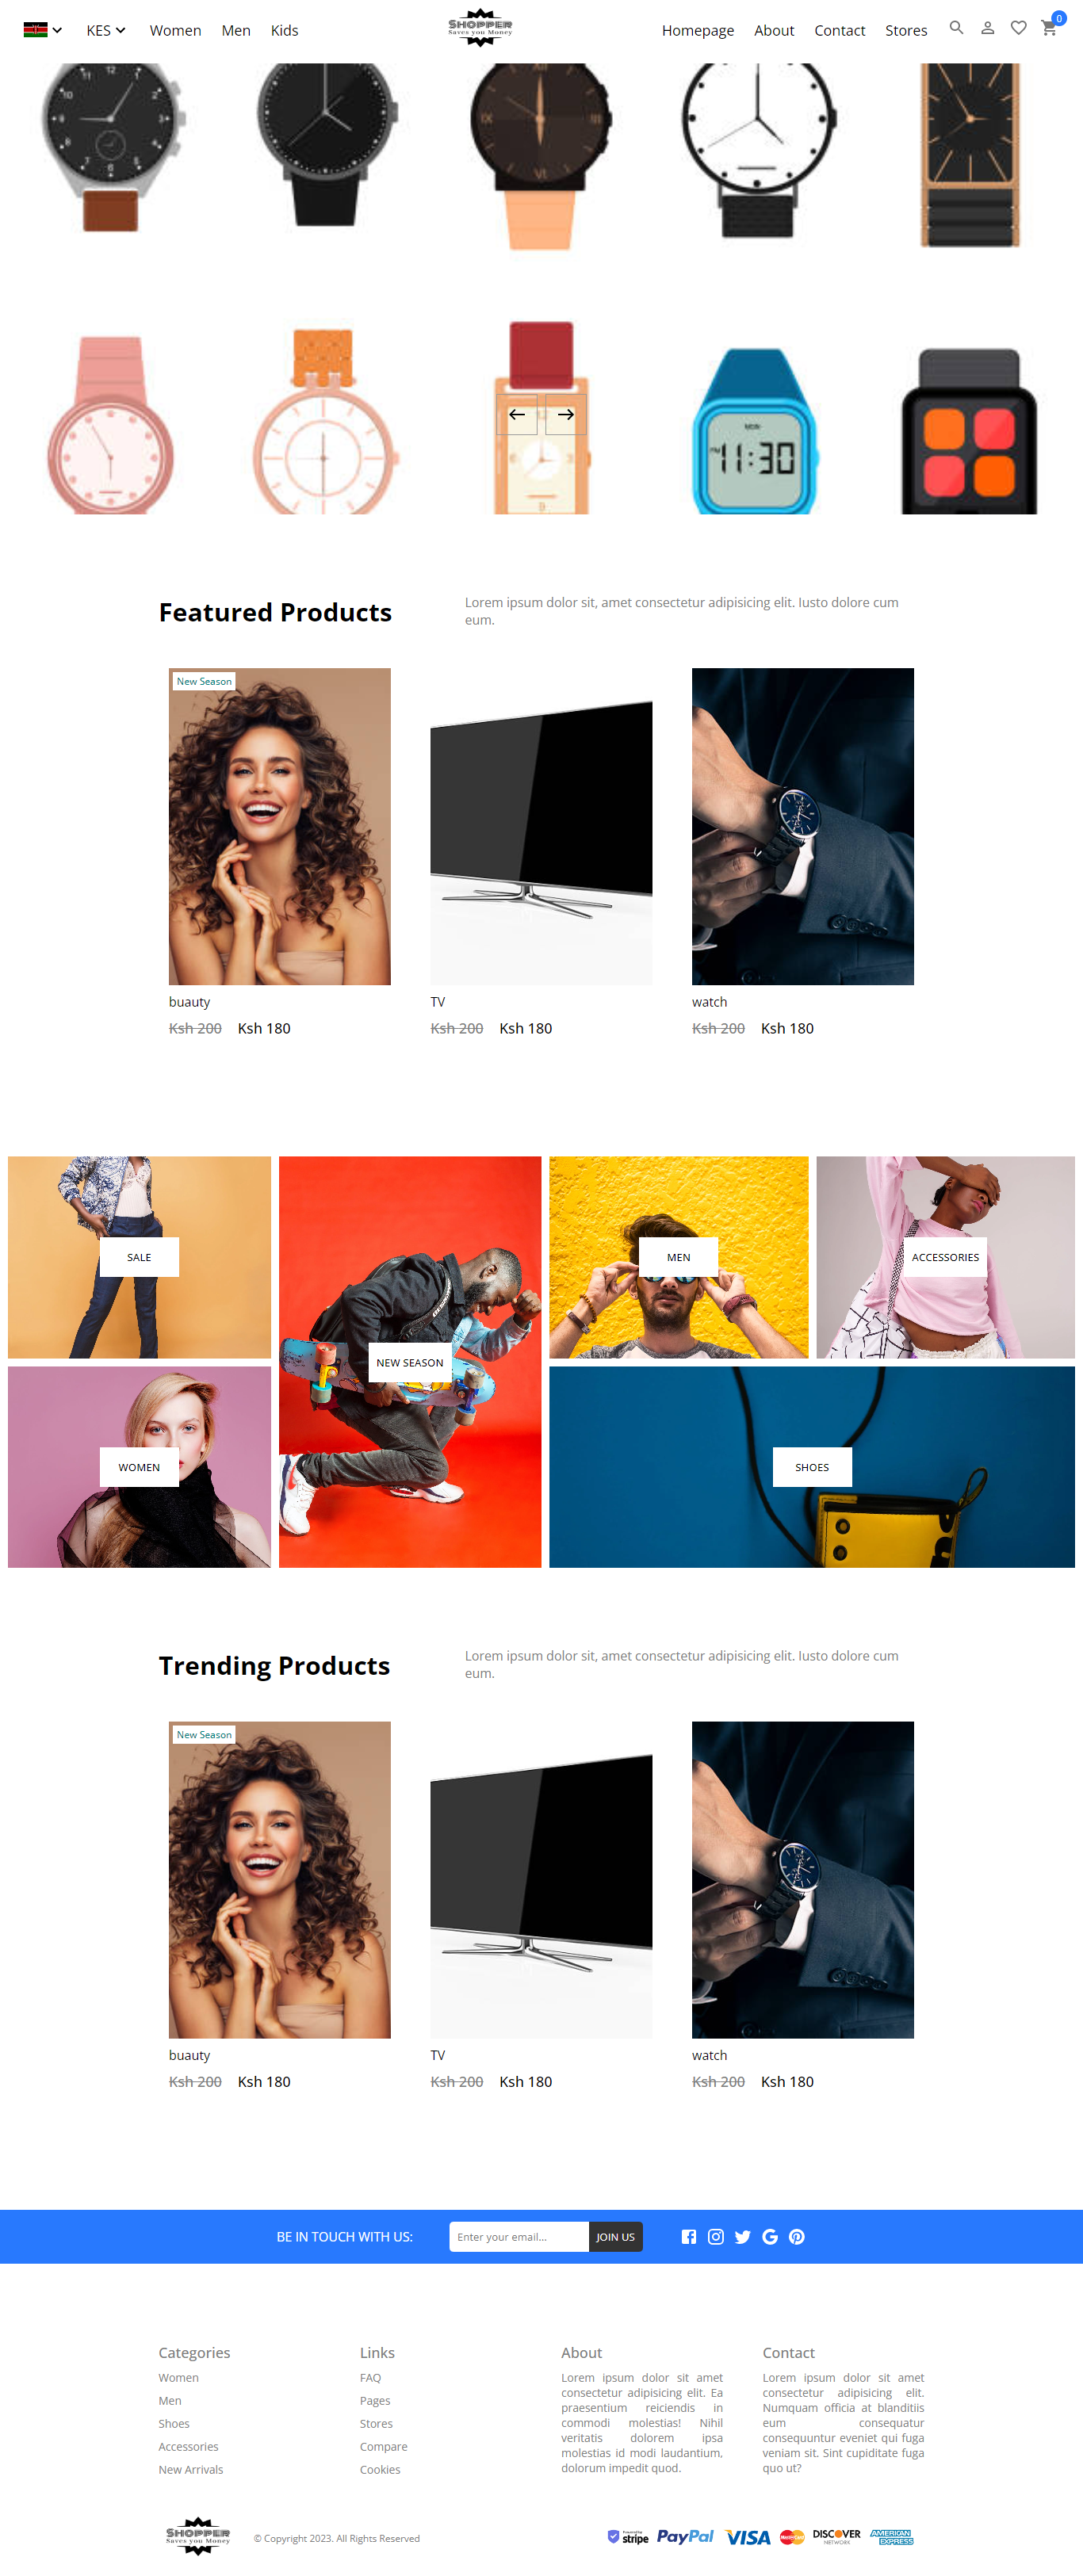 KES Women Men Kids
SHOPPER
Saves you Money
Homepage About Contact Stores 0
MON
11:30
Featured Products
Lorem ipsum dolor sit, amet consectetur adipisicing elit. Iusto dolore cum
eum.
New Season
buauty
Ksh 200 Ksh 180
TV
Ksh 200 Ksh 180
watch
Ksh 200 Ksh 180
SALE
NEW SEASON
MEN
ACCESSORIES
WOMEN
SHOES
Trending Products
Lorem ipsum dolor sit, amet consectetur adipisicing elit. Iusto dolore cum
eum.
New Season
buauty
Ksh 200 Ksh 180
TV
Ksh 200 Ksh 180
watch
Ksh 200 Ksh 180
BE IN TOUCH WITH US:
Enter your email...
JOIN US
Categories
Women
Men
Shoes
Accessories
New Arrivals
Links
FAQ
Pages
Stores
Compare
Cookies
About
Lorem ipsum dolor sit amet
consectetur adipisicing elit. Ea
praesentium reiciendis in
commodi molestias! Nihil
veritatis dolorem ipsa
molestias id modi laudantium,
dolorum impedit quod.
Contact
Lorem ipsum dolor sit amet
consectetur adipisicing elit.
Numquam officia at blanditiis
eum consequatur
consequuntur eveniet qui fuga
veniam sit. Sint cupiditate fuga
quo ut?
SHOPPER
Saves you Money
© Copyright 2023. All Rights Reserved
stripe
PayPal
VISA
MasterCard
DISCOVER
NETWORK
AMERICAN
EXPRESS